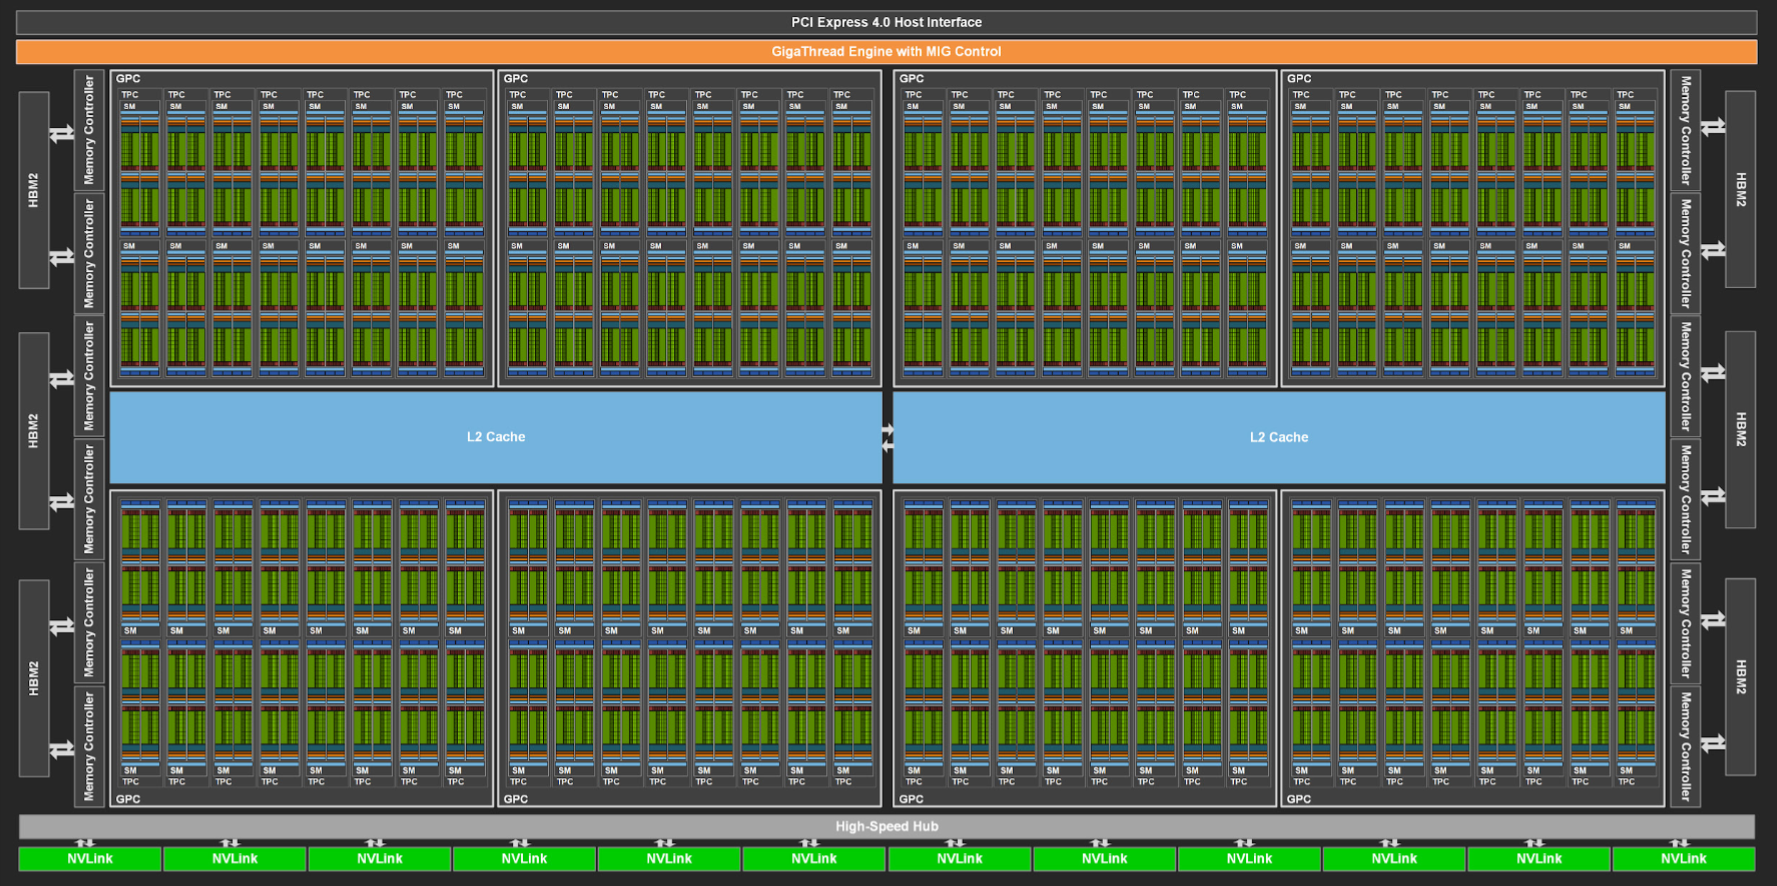 PCI Express 4.0 Host Interface
GigaThread Engine with MIG Control
GPC GPC GPC GPC
TPC TPC TPC TPC TPC TPC TPC TPC TPC TPC TPC TPC TPC TPC TPC TPC TPC TPC TPC TPC TPC TPC TPC TPC TPC TPC TPC TPC TPC TPC TPC TPC
SM SM SM SM SM SM SM SM SM SM SM SM SM SM SM SM SM SM SM SM SM SM SM SM SM SM SM SM SM SM SM SM
SM SM SM SM SM SM SM SM SM SM SM SM SM SM SM SM SM SM SM SM SM SM SM SM SM SM SM SM SM SM SM SM
HBM2
HBM2
HBM2
Memory Controller
Memory Controller
Memory Controller
Memory Controller
Memory Controller
Memory Controller
L2 Cache L2 Cache
Memory Controller
Memory Controller
Memory Controller
Memory Controller
Memory Controller
Memory Controller
HBM2
HBM2
HBM2
SM SM SM SM SM SM SM SM SM SM SM SM SM SM SM SM SM SM SM SM SM SM SM SM SM SM SM SM SM SM SM SM
SM SM SM SM SM SM SM SM SM SM SM SM SM SM SM SM SM SM SM SM SM SM SM SM SM SM SM SM SM SM SM SM
TPC TPC TPC TPC TPC TPC TPC TPC TPC TPC TPC TPC TPC TPC TPC TPC TPC TPC TPC TPC TPC TPC TPC TPC TPC TPC TPC TPC TPC TPC TPC TPC
GPC GPC GPC GPC
High-Speed Hub
NVLink NVLink NVLink NVLink NVLink NVLink NVLink NVLink NVLink NVLink NVLink NVLink